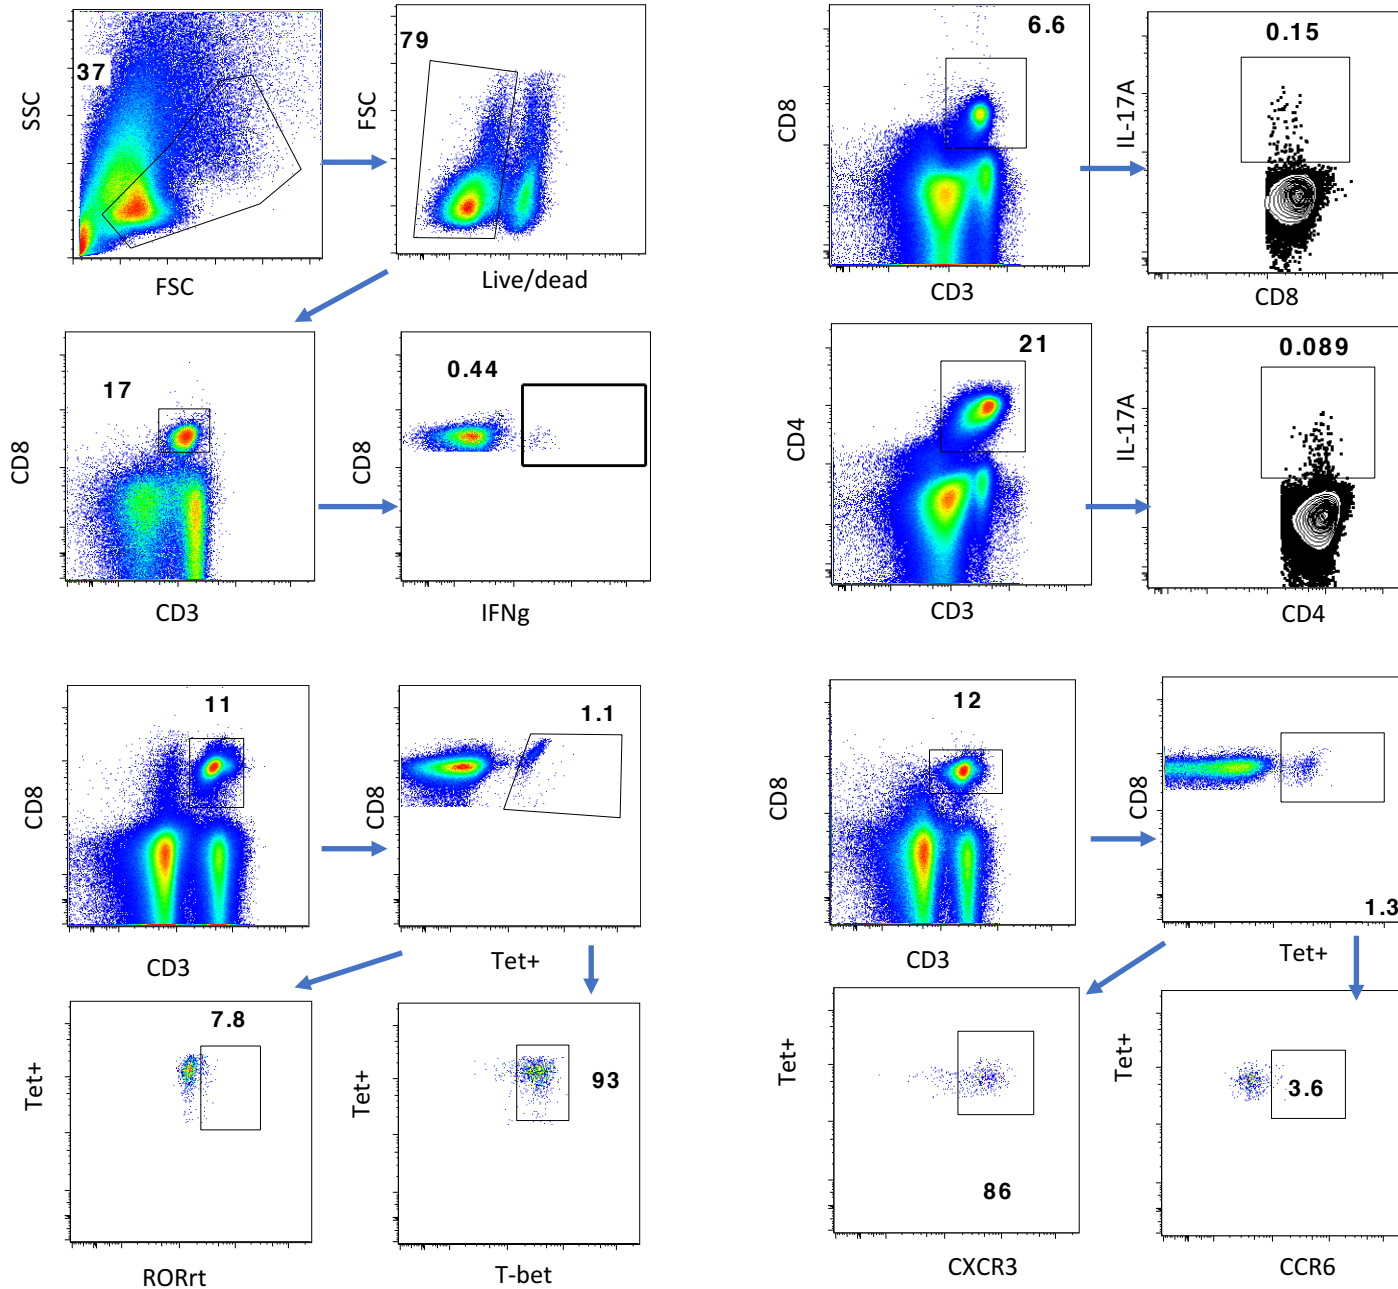 37
SSC
FSC
79
FSC
Live/dead
17
CD8
CD3
0.44
CD8
IFNg
6.6
CD8
CD3
0.15
IL-17A
CD8
21
CD4
CD3
0.089
IL-17A
CD4
11
CD8
CD3
1.1
CD8
Tet+
7.8
Tet+
RORrt
93
Tet+
T-bet
12
CD8
CD3
1.3
CD8
Tet+
86
Tet+
CXCR3
3.6
Tet+
CCR6